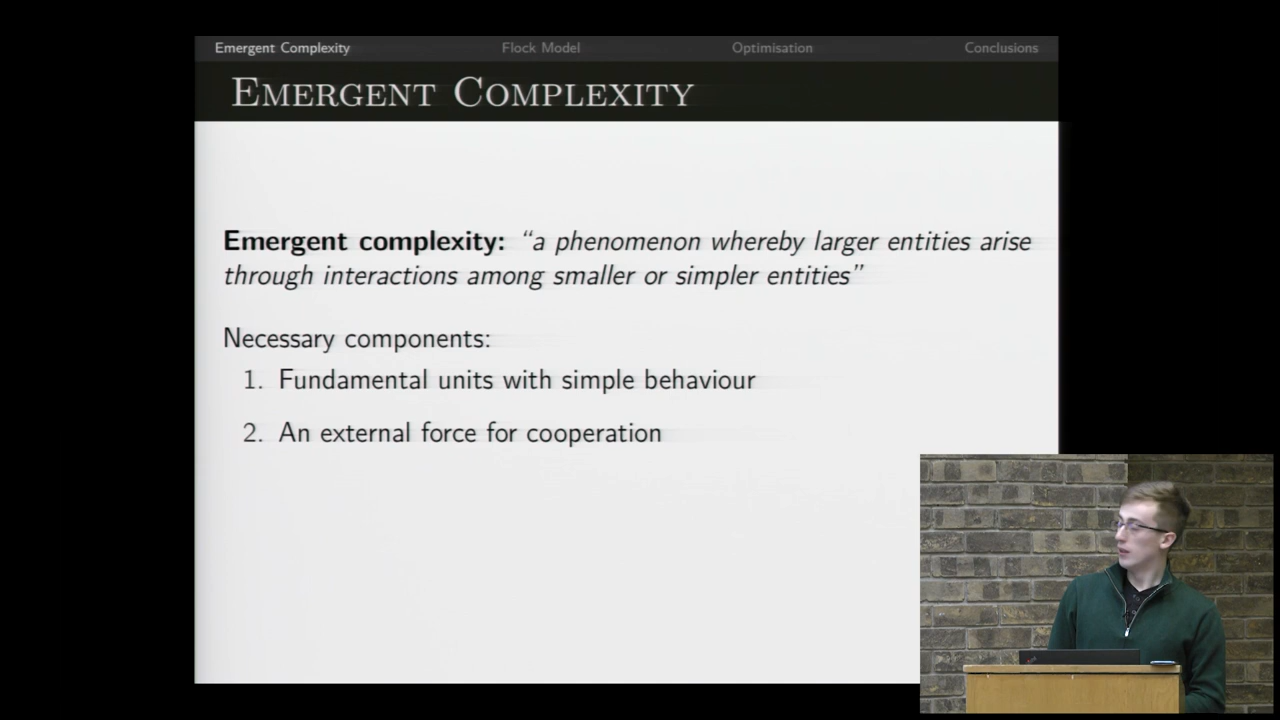 Emergent Complexity Flock Model Optimisation Conclusions
EMERGENT COMPLEXITY
Emergent complexity: “a phenomenon whereby larger entities arise
through interactions among smaller or simpler entities”
Necessary components:
1. Fundamental units with simple behaviour
2. An external force for cooperation